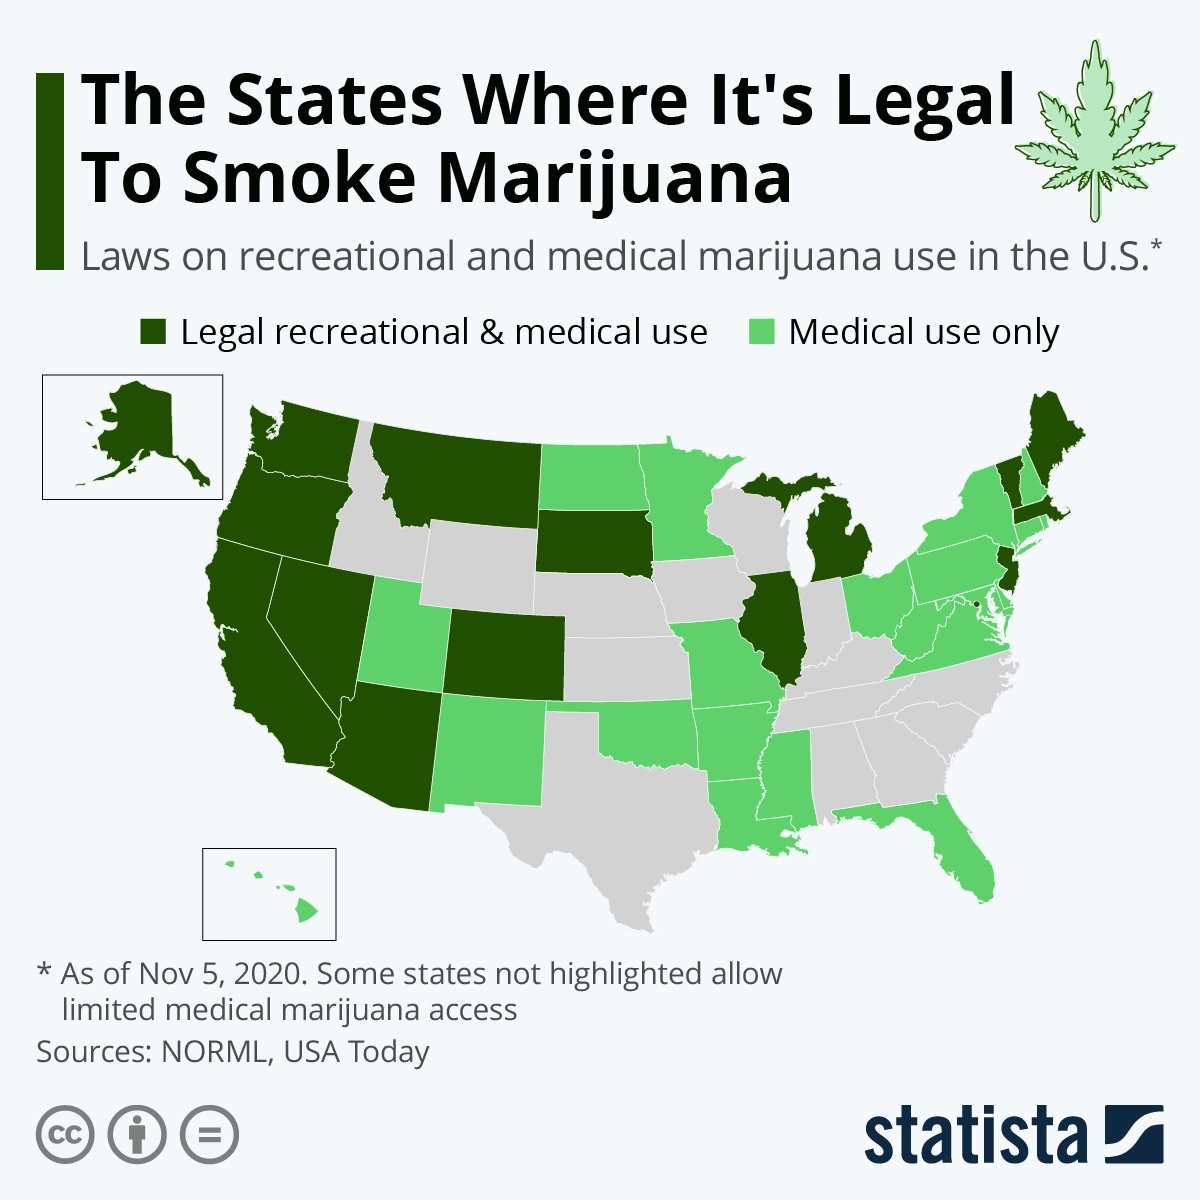 The States Where It's Legal
To Smoke Marijuana
Laws on recreational and medical marijuana use in the U.S.*
Legal recreational & medical use
Medical use only
* As of Nov 5, 2020. Some states not highlighted allow
limited medical marijuana access
Sources: NORML, USA Today
cc
statista